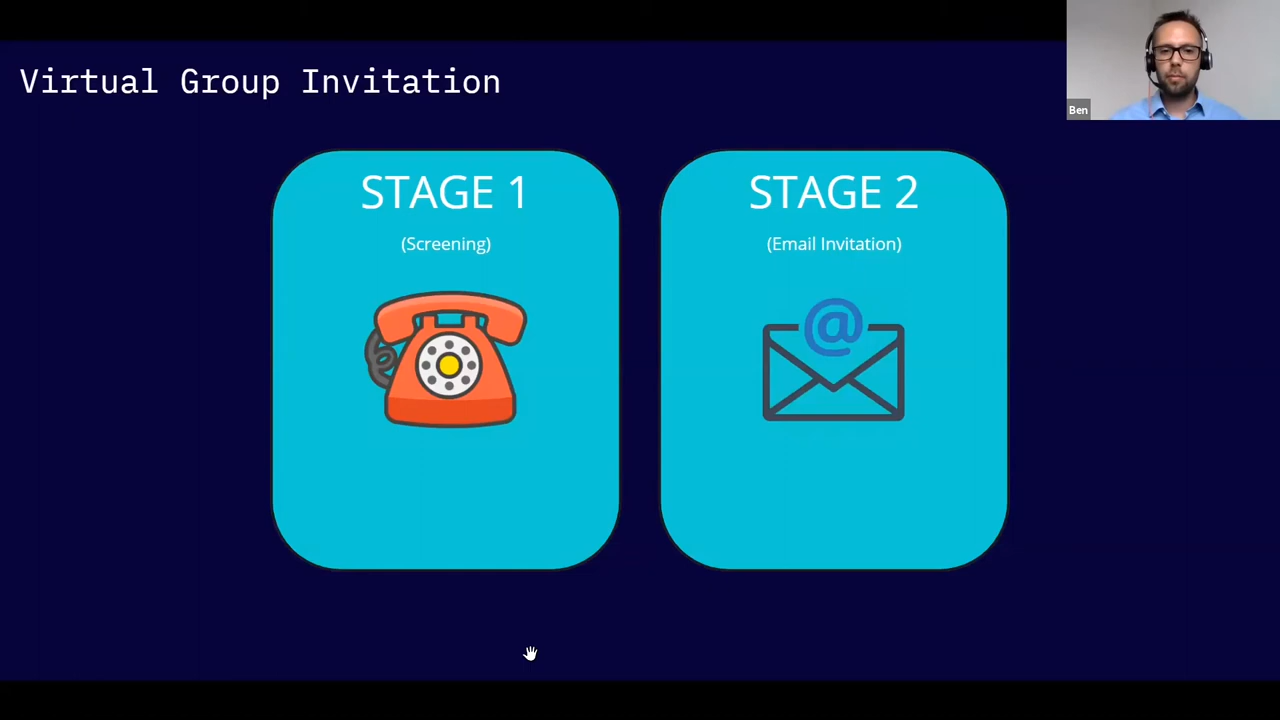 Virtual Group Invitation
STAGE 1
(Screening)
STAGE 2
(Email Invitation)
@
Ben